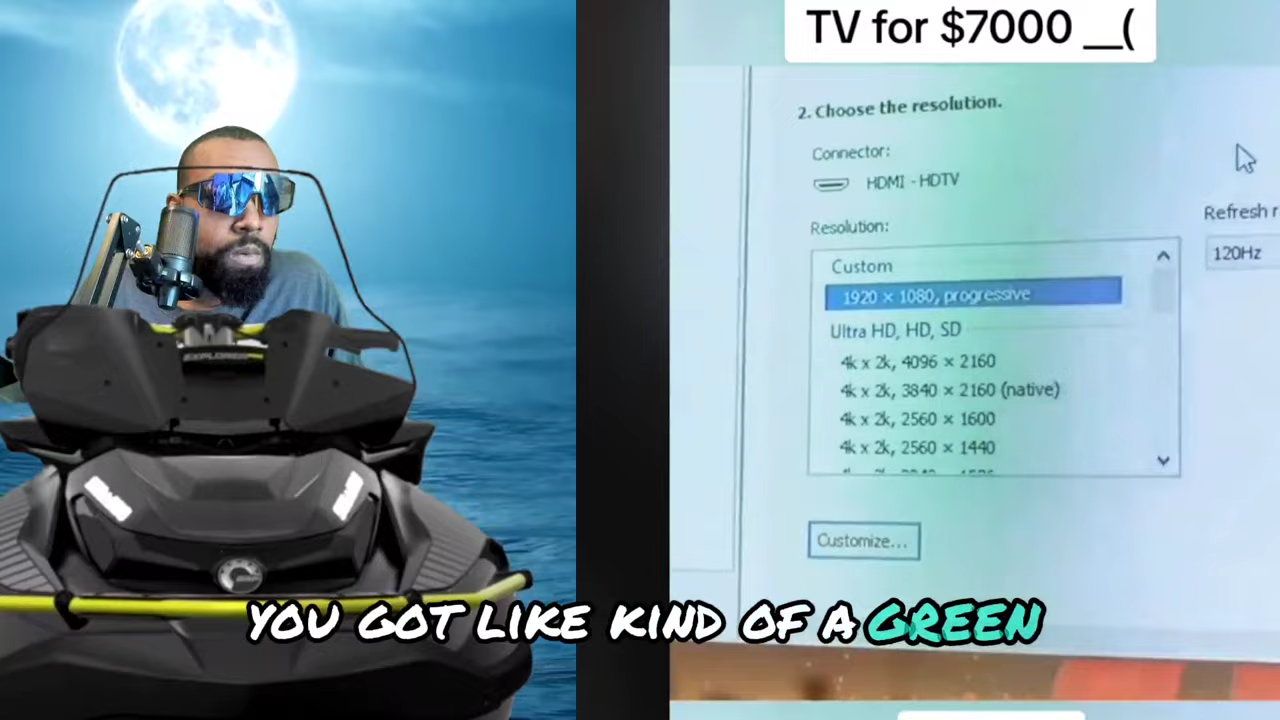 TV for $7000 __(
2. Choose the resolution.
Connector:
HDMI - HDTV
Refresh r
Resolution:
120Hz
Custom
1920 × 1080, progressive
Ultra HD, HD, SD
4k x 2k, 4096 × 2160
4k x 2k, 3840 × 2160 (native)
4k x 2k, 2560 × 1600
4k x 2k, 2560 × 1440
Customize...
EXPLORER PRO
YOU GOT LIKE KIND OF A GREEN